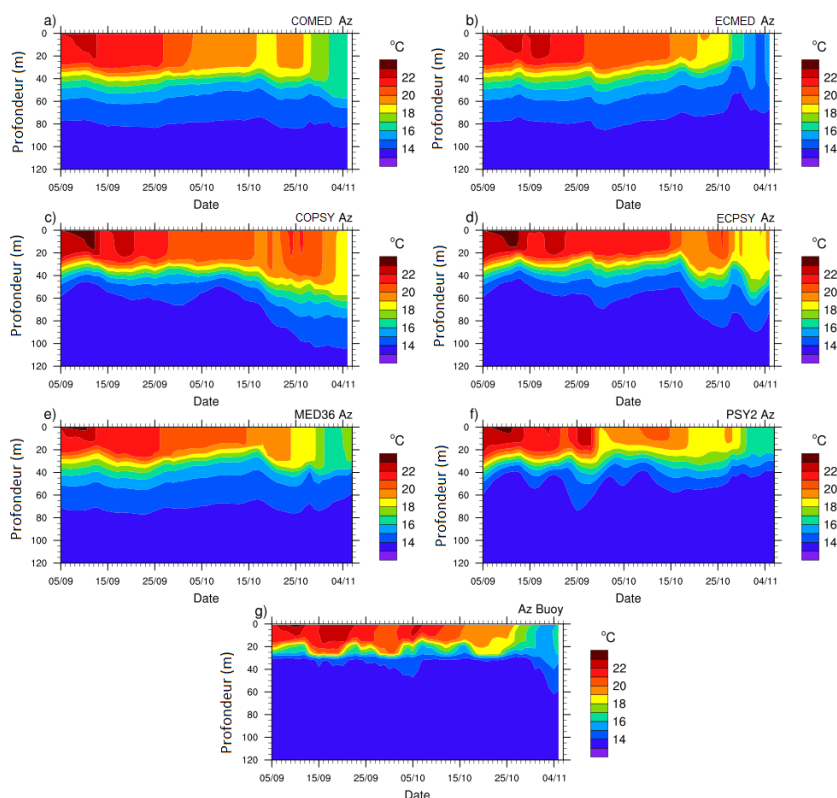 a) COMED Az
0
20
40
60
80
100
120
Profondeur (m)
05/09 15/09 25/09 05/10 15/10 25/10 04/11
Date
°C
22
20
18
16
14
b) ECMED Az
0
20
40
60
80
100
120
Profondeur (m)
05/09 15/09 25/09 05/10 15/10 25/10 04/11
Date
°C
22
20
18
16
14
c) COPSY Az
0
20
40
60
80
100
120
Profondeur (m)
05/09 15/09 25/09 05/10 15/10 25/10 04/11
Date
°C
22
20
18
16
14
d) ECPSY Az
0
20
40
60
80
100
120
Profondeur (m)
05/09 15/09 25/09 05/10 15/10 25/10 04/11
Date
°C
22
20
18
16
14
e) MED36 Az
0
20
40
60
80
100
120
Profondeur (m)
05/09 15/09 25/09 05/10 15/10 25/10 04/11
Date
°C
22
20
18
16
14
f) PSY2 Az
0
20
40
60
80
100
120
Profondeur (m)
05/09 15/09 25/09 05/10 15/10 25/10 04/11
Date
°C
22
20
18
16
14
g) Az Buoy
0
20
40
60
80
100
120
Profondeur (m)
05/09 15/09 25/09 05/10 15/10 25/10 04/11
Date
°C
22
20
18
16
14